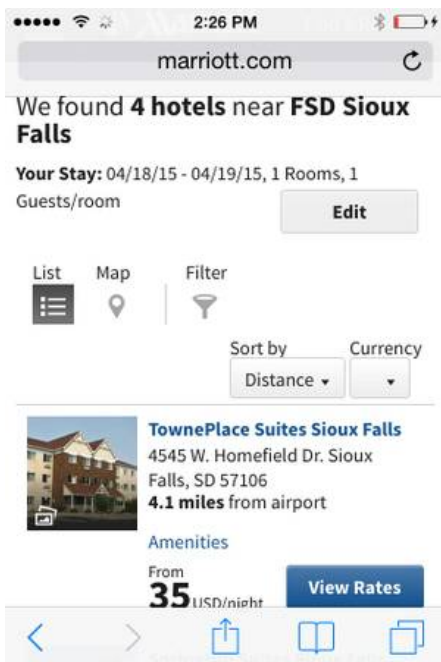 2:26 PM
marriott.com
We found 4 hotels near FSD Sioux
Falls
Your Stay: 04/18/15 - 04/19/15, 1 Rooms, 1
Guests/room
Edit
List Map Filter
Sort by Currency
Distance
TownePlace Suites Sioux Falls
4545 W. Homefield Dr. Sioux
Falls, SD 57106
4.1 miles from airport
Amenities
From
35 USD/night
View Rates